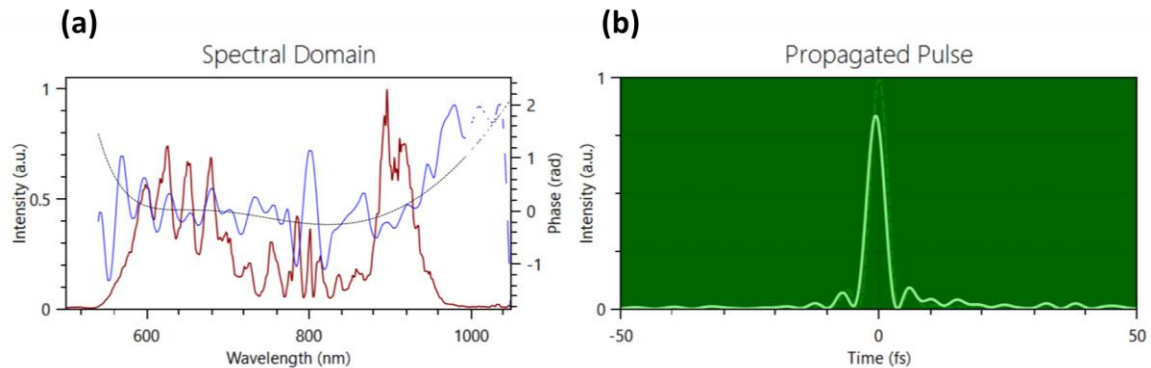 (a)
Spectral Domain
1
0.5
0
Intensity (a.u.)
2
1
0
-1
Phase (rad)
600
800
1000
Wavelength (nm)
(b)
Propagated Pulse
1
0
Intensity (a.u.)
-50
0
50
Time (fs)